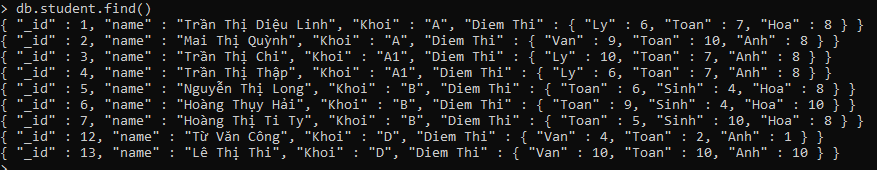 > db.student.find()
{ "_id" : 1, "name" : "Trần Thị Diệu Linh", "Khoi" : "A", "Diem Thi" : { "Ly" : 6, "Toan" : 7, "Hoa" : 8 } }
{ "_id" : 2, "name" : "Mai Thị Quỳnh", "Khoi" : "A", "Diem Thi" : { "Van" : 9, "Toan" : 10, "Anh" : 8 } }
{ "_id" : 3, "name" : "Trần Thị Chi", "Khoi" : "A1", "Diem Thi" : { "Ly" : 10, "Toan" : 7, "Anh" : 8 } }
{ "_id" : 4, "name" : "Trần Thị Thập", "Khoi" : "A1", "Diem Thi" : { "Ly" : 6, "Toan" : 7, "Anh" : 8 } }
{ "_id" : 5, "name" : "Nguyễn Thị Long", "Khoi" : "B", "Diem Thi" : { "Toan" : 6, "Sinh" : 4, "Hoa" : 8 } }
{ "_id" : 6, "name" : "Hoàng Thụy Hải", "Khoi" : "B", "Diem Thi" : { "Toan" : 9, "Sinh" : 4, "Hoa" : 10 } }
{ "_id" : 7, "name" : "Hoàng Thị Ti Ty", "Khoi" : "B", "Diem Thi" : { "Toan" : 5, "Sinh" : 10, "Hoa" : 8 } }
{ "_id" : 12, "name" : "Từ Văn Công", "Khoi" : "D", "Diem Thi" : { "Van" : 4, "Toan" : 2, "Anh" : 1 } }
{ "_id" : 13, "name" : "Lê Thị Thi", "Khoi" : "D", "Diem Thi" : { "Van" : 10, "Toan" : 10, "Anh" : 10 } }
>